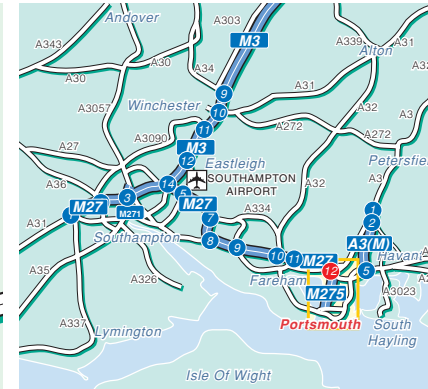 Andover
A303
A339
A343
M3
Alton
A30
A30
A34
A31
9
A3057
Winchester
10
A32
11
A272
A3090
A272
A27
M3
12
Eastleigh
Petersfie
A36
14
SOUTHAMPTON
AIRPORT
A32
A3(M)
3
5
M27
M271
M27
A334
1
2
A31
7
Southampton
8
9
A3(M)
10
11
M27
Havant
A35
12
5
A326
Fareham
M275
A3023
A337
Portsmouth
South
Hayling
Lymington
Isle Of Wight